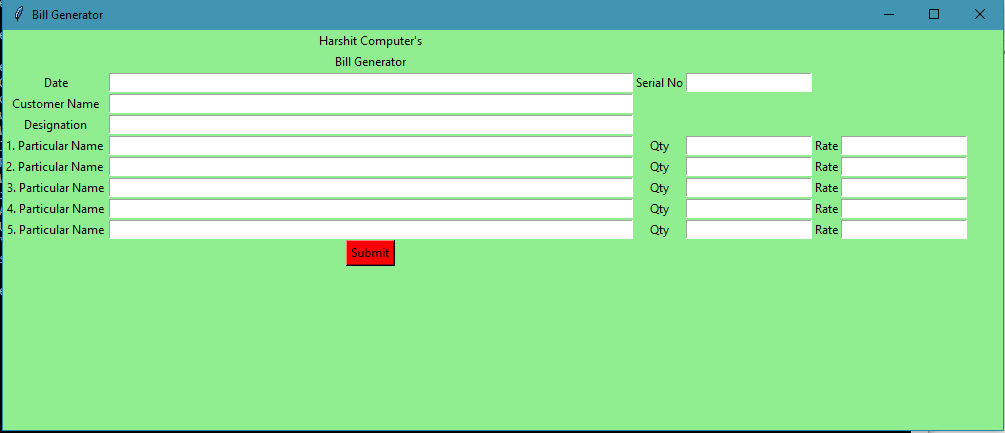 Bill Generator
Harshit Computer's
Bill Generator
Date Serial No
Customer Name
Designation
1. Particular Name Qty Rate
2. Particular Name Qty Rate
3. Particular Name Qty Rate
4. Particular Name Qty Rate
5. Particular Name Qty Rate
Submit